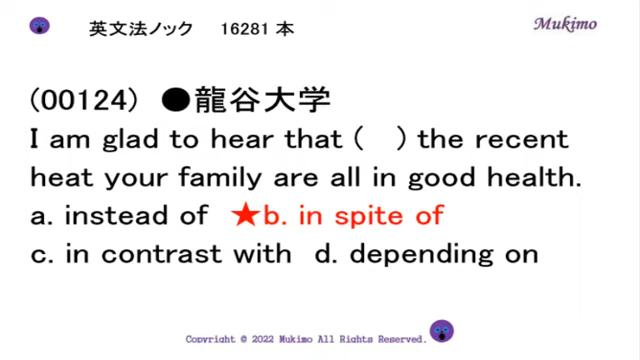 英文法ノック 16281 本
Mukimo
(00124) ●龍谷大学
I am glad to hear that ( ) the recent
heat your family are all in good health.
a. instead of ★b. in spite of
c. in contrast with d. depending on
Copyright @ 2022 Mukimo All Rights Reserved.